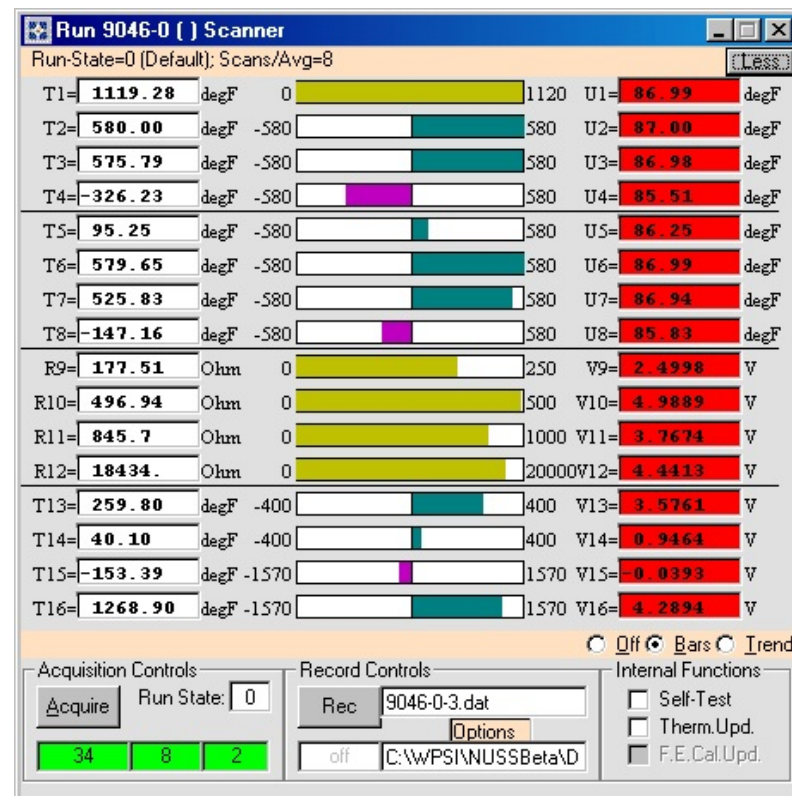 Run 9046-0 ( ) Scanner
Run-State=0 (Default); Scans/Avg=8
Less
T1= 1119.28 degF 0 1120 U1= 86.99 degF
T2= 580.00 degF -580 580 U2= 87.00 degF
T3= 575.79 degF -580 580 U3= 86.98 degF
T4= -326.23 degF -580 580 U4= 85.51 degF
T5= 95.25 degF -580 580 U5= 86.25 degF
T6= 579.65 degF -580 580 U6= 86.99 degF
T7= 525.83 degF -580 580 U7= 86.94 degF
T8= -147.16 degF -580 580 U8= 85.83 degF
R9= 177.51 Ohm 0 250 V9= 2.4998 V
R10= 496.94 Ohm 0 500 V10= 4.9889 V
R11= 845.7 Ohm 0 1000 V11= 3.7674 V
R12= 18434. Ohm 0 20000 V12= 4.4413 V
T13= 259.80 degF -400 400 V13= 3.5761 V
T14= 40.10 degF -400 400 V14= 0.9464 V
T15= -153.39 degF -1570 1570 V15= -0.0393 V
T16= 1268.90 degF -1570 1570 V16= 4.2894 V
Off Bars Trend
Acquisition Controls
Acquire Run State: 0
34 8 2
Record Controls
Rec 9046-0-3.dat
Options
off C:\WPSI\NUSSBeta\D
Internal Functions
Self-Test
Therm.Upd.
F.E.Cal.Upd.